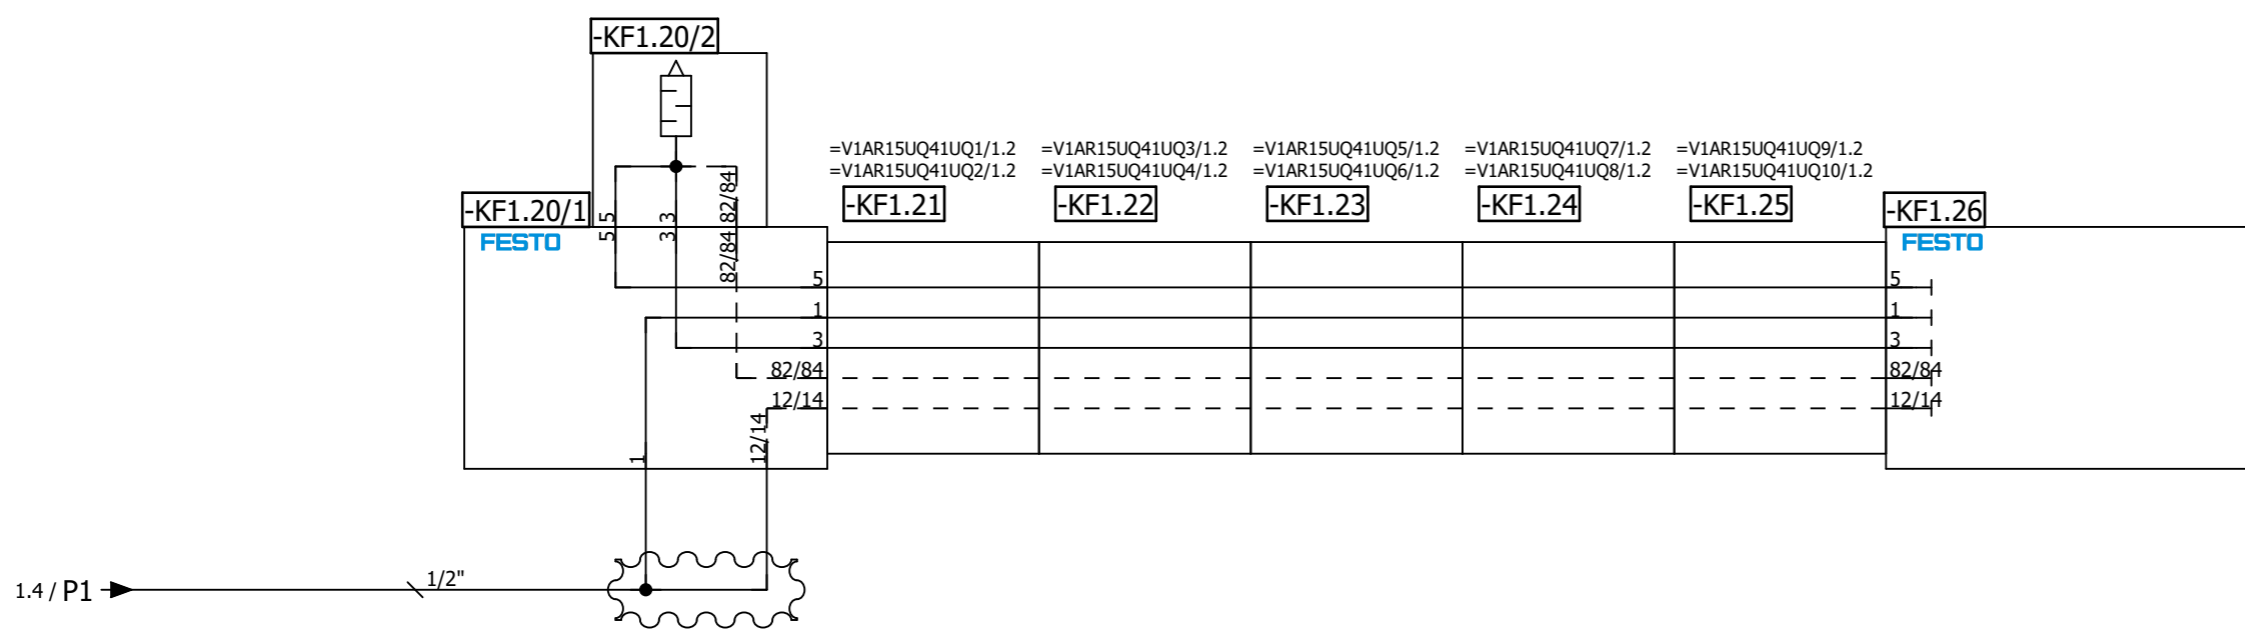 -KF1.20/2
=V1AR15UQ41UQ1/1.2 =V1AR15UQ41UQ3/1.2 =V1AR15UQ41UQ5/1.2 =V1AR15UQ41UQ7/1.2 =V1AR15UQ41UQ9/1.2
=V1AR15UQ41UQ2/1.2 =V1AR15UQ41UQ4/1.2 =V1AR15UQ41UQ6/1.2 =V1AR15UQ41UQ8/1.2 =V1AR15UQ41UQ10/1.2
-KF1.20/1 -KF1.21 -KF1.22 -KF1.23 -KF1.24 -KF1.25 -KF1.26
5 3 82/84
5 3 82/84
FESTO FESTO
5 5
1 1
3 3
82/84 82/84
12/14 12/14
1 12/14
1.4 / P1 1/2"